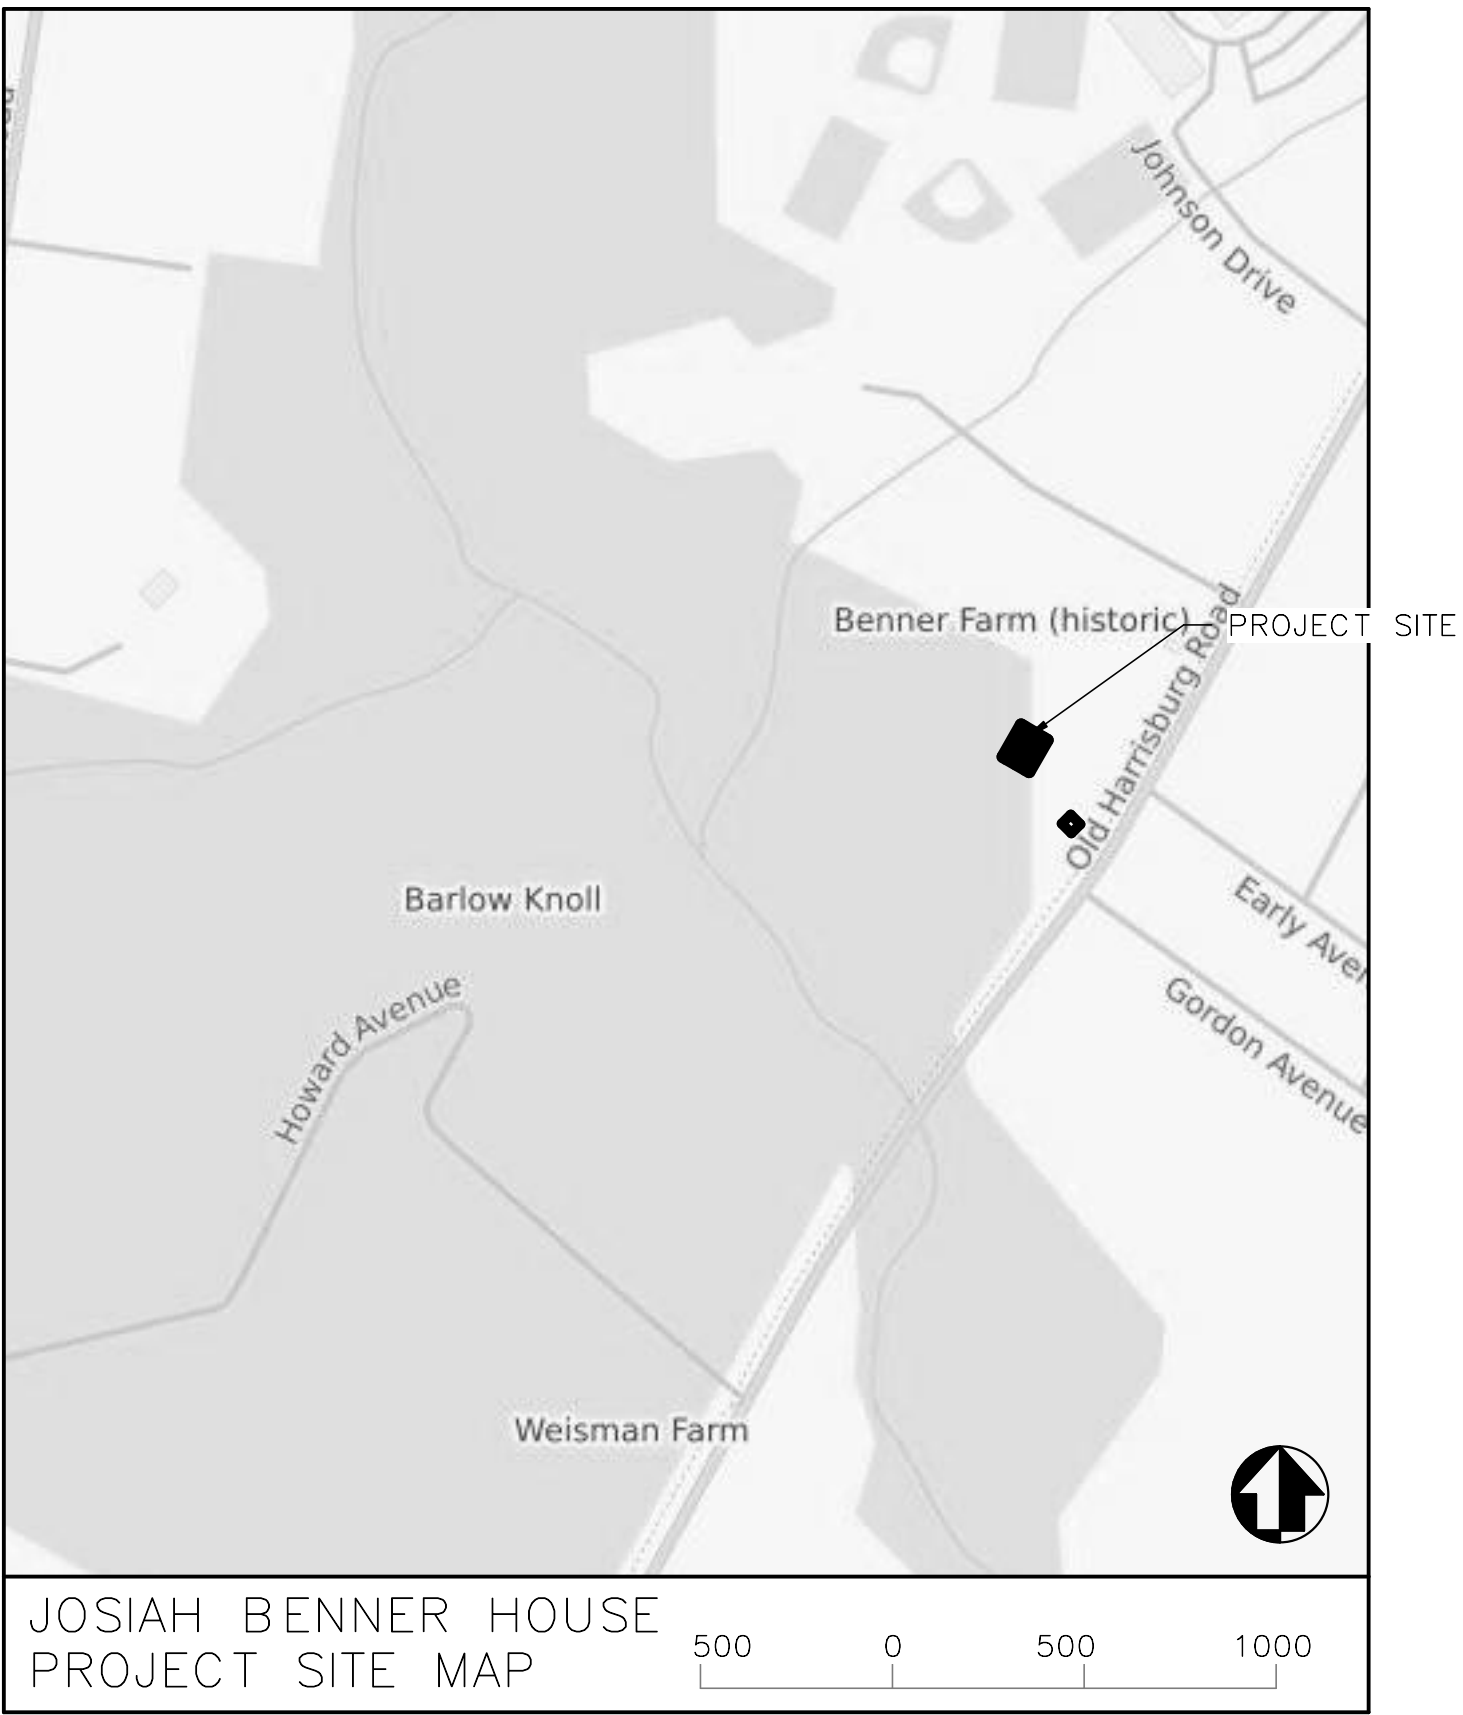 Johnson Drive
Benner Farm (historic)
PROJECT SITE
Old Harrisburg Road
Barlow Knoll
Early Aven
Gordon Avenue
Howard Avenue
Weisman Farm
JOSIAH BENNER HOUSE
PROJECT SITE MAP
500 0 500 1000